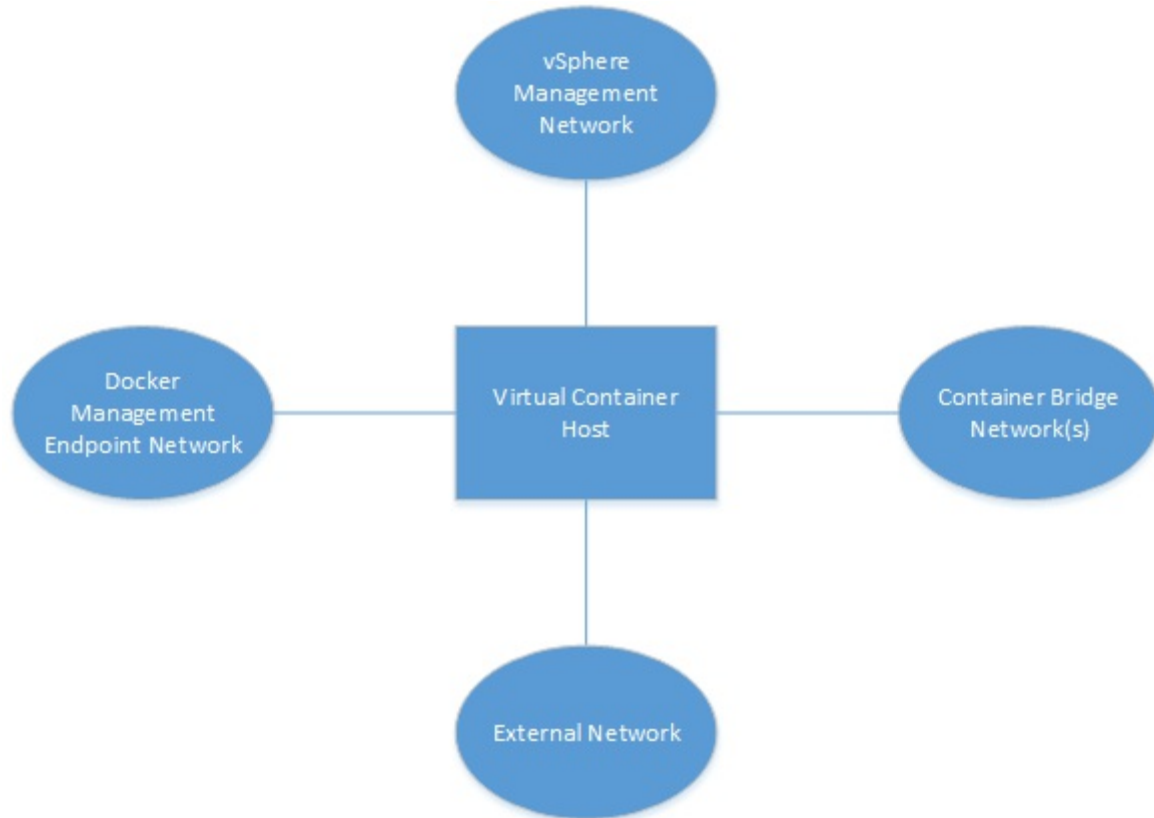 vSphere
Management
Network
Docker
Management
Endpoint Network
Virtual Container
Host
Container Bridge
Network(s)
External Network